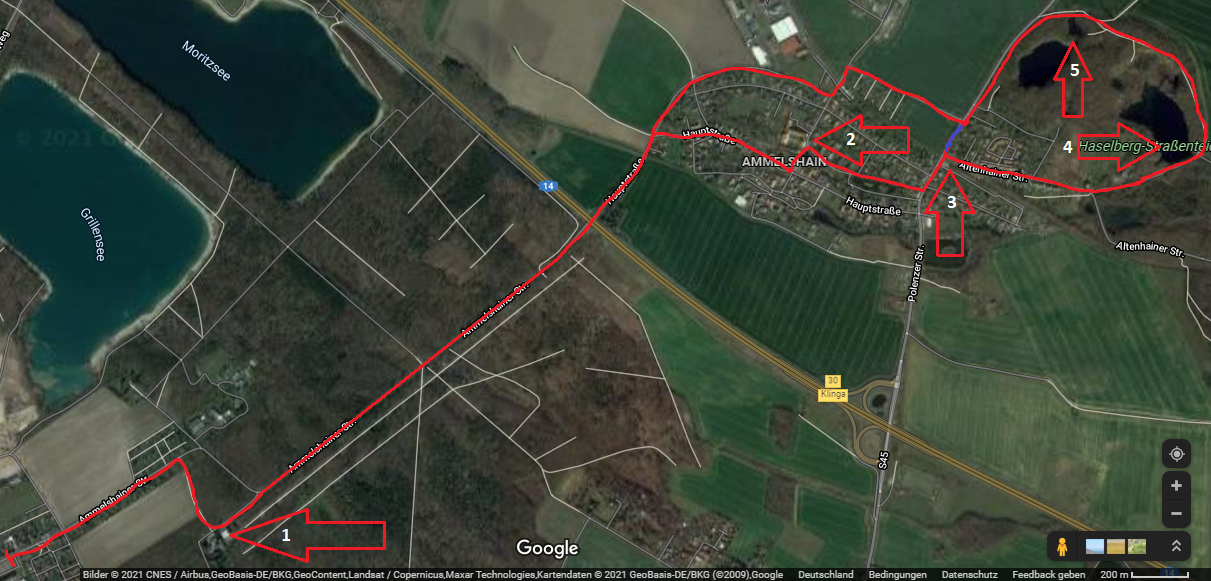 weg
Moritzsee
© 2021 G
Grillensee
14
Hauptstraße
Hauptstraße
AMMELSHAIN
2
5
4
Haselberg-Straßentei
Altenhainer Str.
3
Hauptstraße
Altenhainer Str.
Polenzer Str.
Ammelshainer Str.
30
Klinga
Ammelshainer Str.
S45
Ammelshainer Str.
1
Google
14
Bilder © 2021 CNES / Airbus,GeoBasis-DE/BKG,GeoContent,Landsat / Copernicus,Maxar Technologies,Kartendaten © 2021 GeoBasis-DE/BKG (©2009),Google Deutschland Bedingungen Datenschutz Feedback geben 200 m